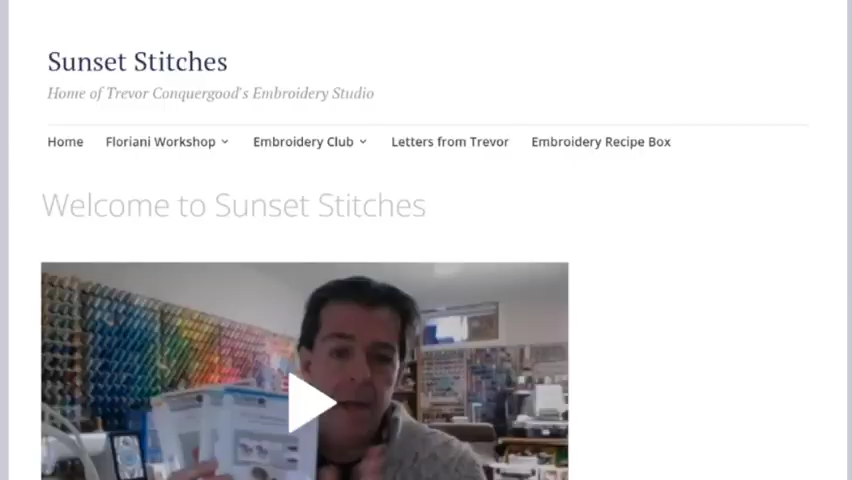 Sunset Stitches
Home of Trevor Conquergood's Embroidery Studio
Home Floriani Workshop Embroidery Club Letters from Trevor Embroidery Recipe Box
Welcome to Sunset Stitches